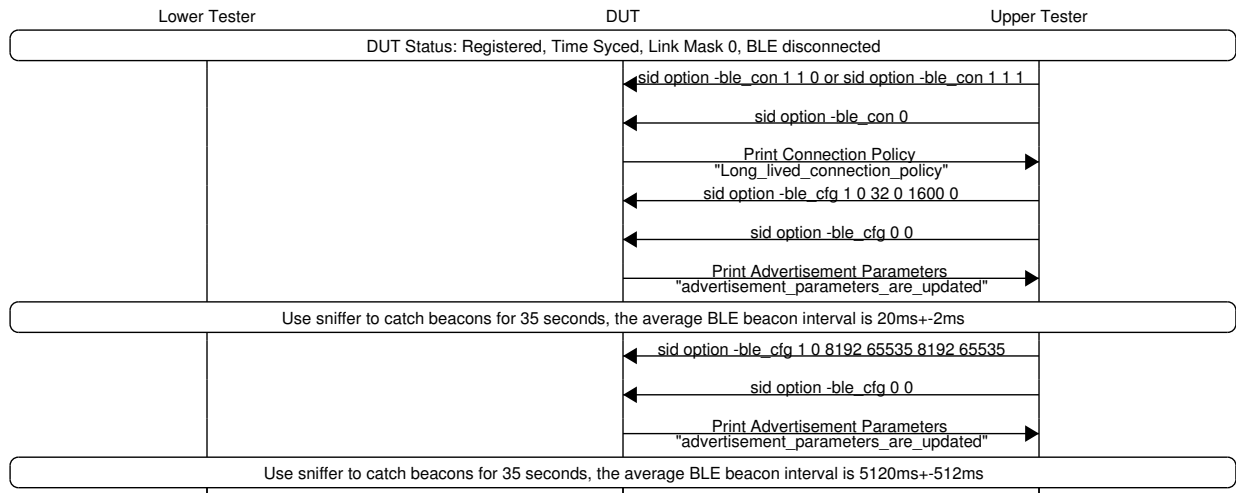 Lower Tester DUT Upper Tester
DUT Status: Registered, Time Syced, Link Mask 0, BLE disconnected
sid option -ble_con 1 1 0 or sid option -ble_con 1 1 1
sid option -ble_con 0
Print Connection Policy
"Long_lived_connection_policy"
sid option -ble_cfg 1 0 32 0 1600 0
sid option -ble_cfg 0 0
Print Advertisement Parameters
"advertisement_parameters_are_updated"
Use sniffer to catch beacons for 35 seconds, the average BLE beacon interval is 20ms+-2ms
sid option -ble_cfg 1 0 8192 65535 8192 65535
sid option -ble_cfg 0 0
Print Advertisement Parameters
"advertisement_parameters_are_updated"
Use sniffer to catch beacons for 35 seconds, the average BLE beacon interval is 5120ms+-512ms